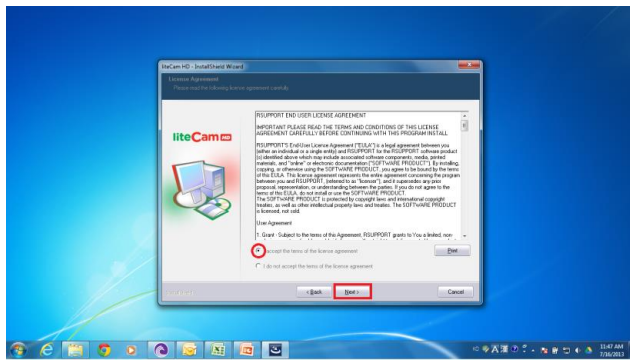 liteCam HD - InstallShield Wizard
License Agreement
Please read the following license agreement carefully.
liteCam HD
RSUPPORT END USER LICENSE AGREEMENT
IMPORTANT PLEASE READ THE TERMS AND CONDITIONS OF THIS LICENSE
AGREEMENT CAREFULLY BEFORE CONTINUING WITH THIS PROGRAM INSTALL
RSUPPORT'S End-User License Agreement ("EULA") is a legal agreement between you
(either an individual or a single entity) and RSUPPORT for the RSUPPORT software product
(s) identified above which may include associated software components, media, printed
materials, and "online" or electronic documentation ("SOFTWARE PRODUCT"). By installing,
copying, or otherwise using the SOFTWARE PRODUCT, you agree to be bound by the terms
of this EULA. This license agreement represents the entire agreement concerning the program
between you and RSUPPORT, (referred to as "licenser"), and it supersedes any prior
proposal, representation, or understanding between the parties. If you do not agree to the
terms of this EULA, do not install or use the SOFTWARE PRODUCT.
The SOFTWARE PRODUCT is protected by copyright laws and international copyright
treaties, as well as other intellectual property laws and treaties. The SOFTWARE PRODUCT
is licensed, not sold.
User Agreement
1. Grant - Subject to the terms of this Agreement, RSUPPORT grants to You a limited, non-
accept the terms of the license agreement
Print
I do not accept the terms of the license agreement
< Back
Next >
Cancel
11:47 AM
7/16/2013